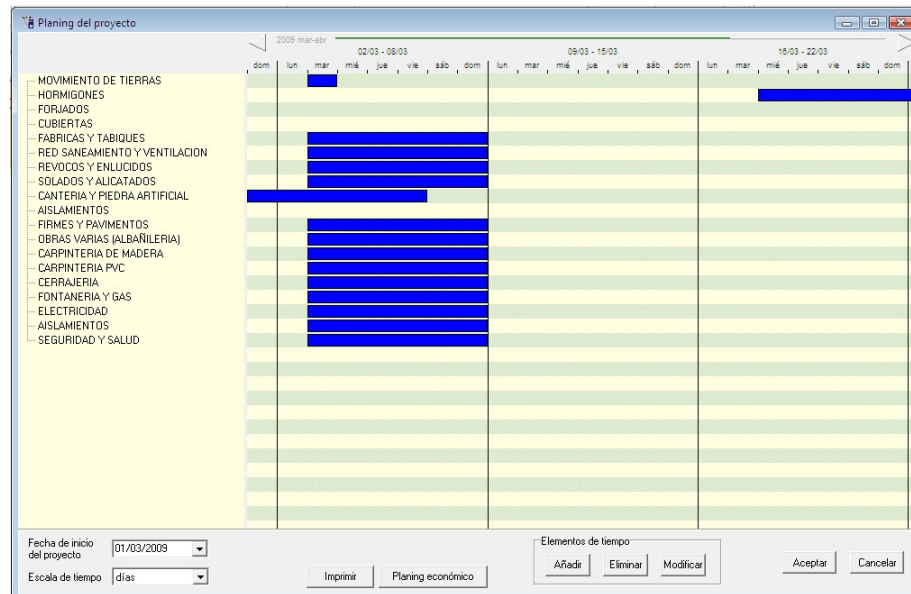 Planing del proyecto
2009 mar-abr
02/03 - 08/03 09/03 - 15/03 16/03 - 22/03
dom lun mar mié jue vie sáb dom lun mar mié jue vie sáb dom lun mar mié jue vie sáb dom
MOVIMIENTO DE TIERRAS
HORMIGONES
FORJADOS
CUBIERTAS
FABRICAS Y TABIQUES
RED SANEAMIENTO Y VENTILACION
REVOCOS Y ENLUCIDOS
SOLADOS Y ALICATADOS
CANTERIA Y PIEDRA ARTIFICIAL
AISLAMIENTOS
FIRMES Y PAVIMENTOS
OBRAS VARIAS (ALBAÑILERIA)
CARPINTERIA DE MADERA
CARPINTERIA PVC
CERRAJERIA
FONTANERIA Y GAS
ELECTRICIDAD
AISLAMIENTOS
SEGURIDAD Y SALUD
Fecha de inicio del proyecto 01/03/2009
Escala de tiempo días
Imprimir Planing económico
Elementos de tiempo
Añadir Eliminar Modificar
Aceptar Cancelar